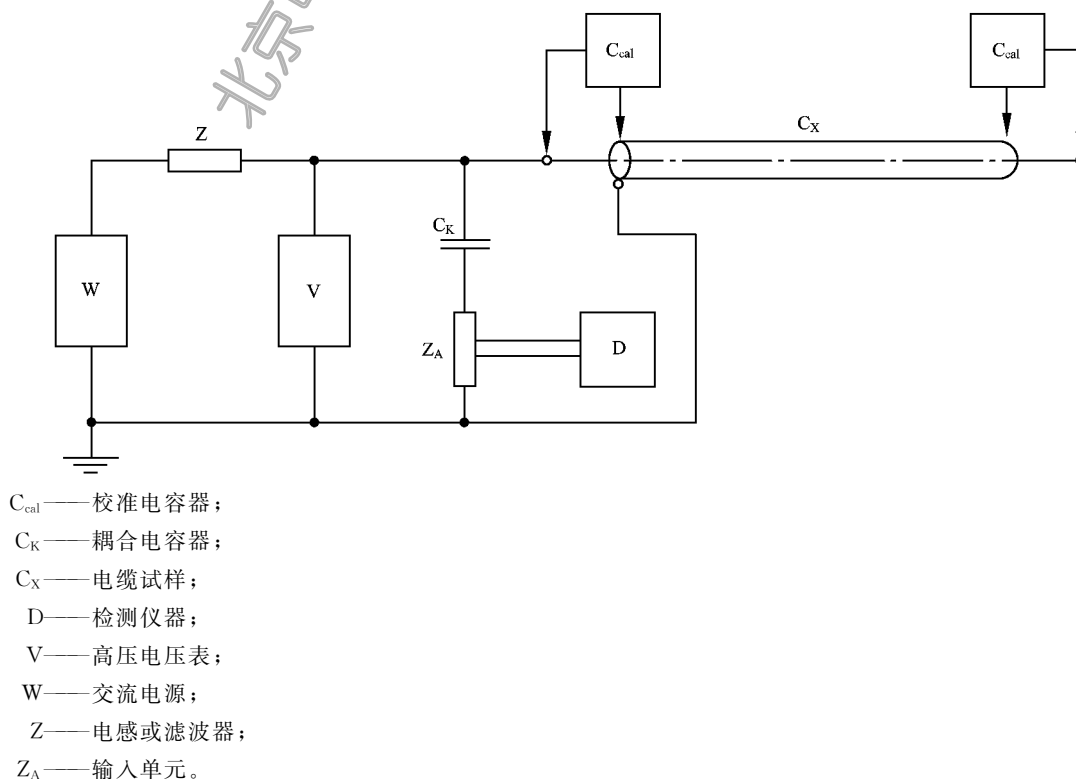 C_cal
C_cal
C_X
Z
C_K
W
V
Z_A
D
C_cal——校准电容器;
C_K——耦合电容器;
C_X——电缆试样;
D——检测仪器;
V——高压电压表;
W——交流电源;
Z——电感或滤波器;
Z_A——输入单元。
北京